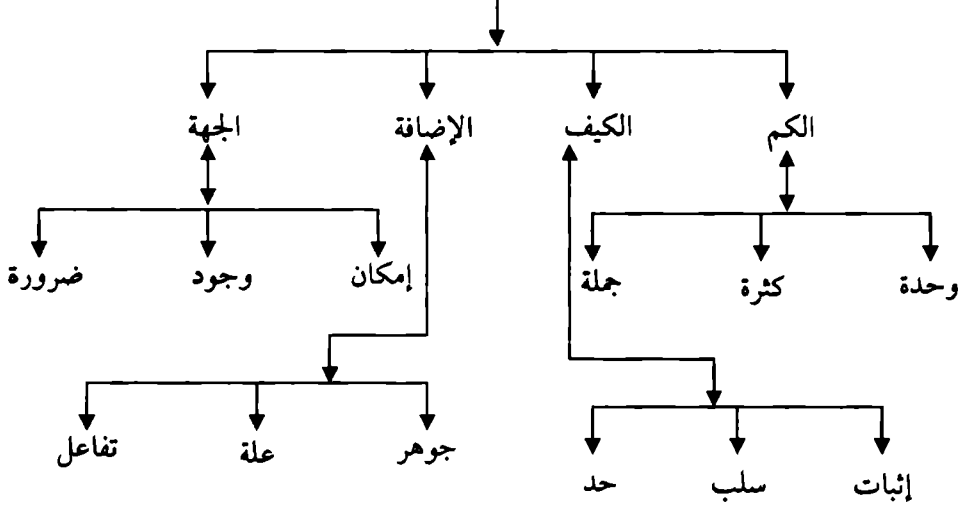 الكم الكيف الإضافة الجهة
وحدة كثرة جملة إمكان وجود ضرورة
إثبات سلب حد جوهر علة تفاعل